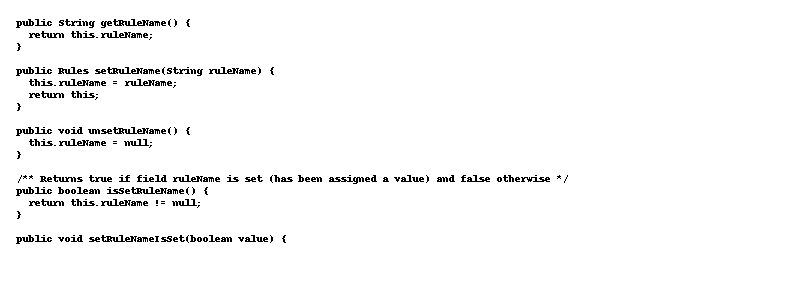 public String getRuleName() {
  return this.ruleName;
}

public Rules setRuleName(String ruleName) {
  this.ruleName = ruleName;
  return this;
}

public void unsetRuleName() {
  this.ruleName = null;
}

/** Returns true if field ruleName is set (has been assigned a value) and false otherwise */
public boolean isSetRuleName() {
  return this.ruleName != null;
}

public void setRuleNameIsSet(boolean value) {